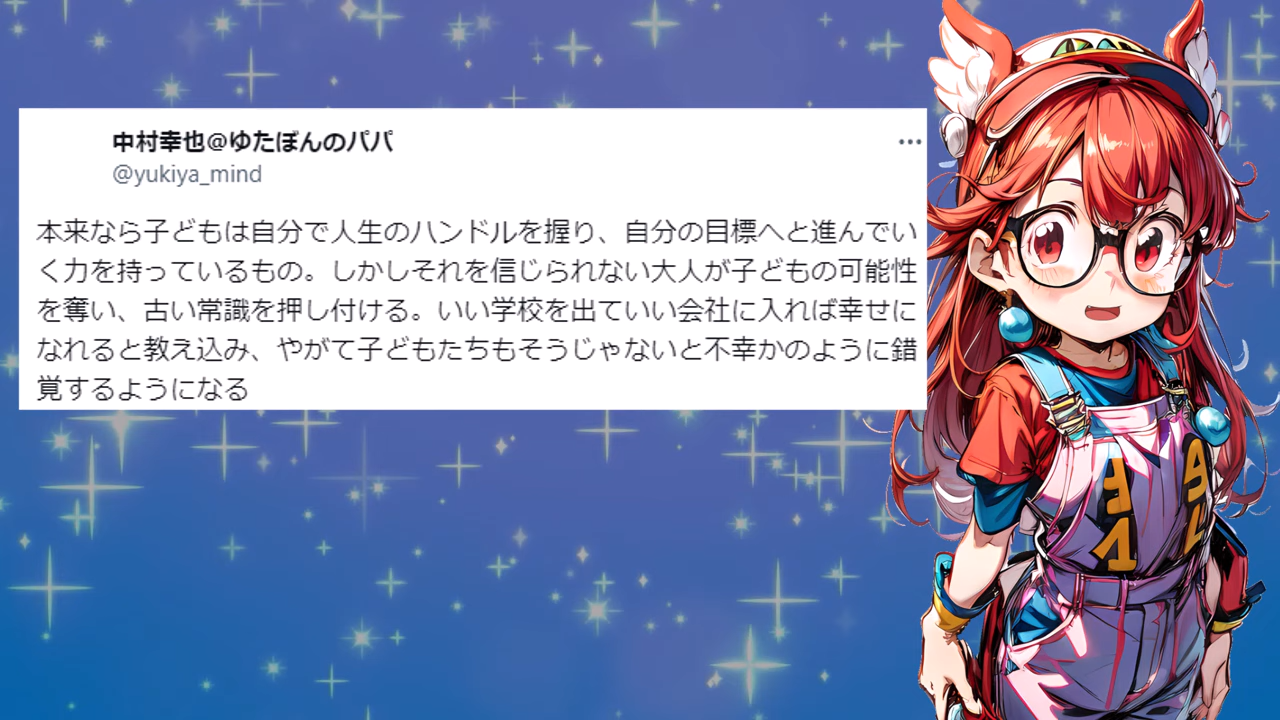 中村幸也@ゆたぼんのパパ
@yukiya_mind
本来なら子どもは自分で人生のハンドルを握り、自分の目標へと進んでい
く力を持っているもの。しかしそれを信じられない大人が子どもの可能性
を奪い、古い常識を押し付ける。いい学校を出ていい会社に入れば幸せに
なれると教え込み、やがて子どもたちもそうじゃないと不幸かのように錯
覚するようになる